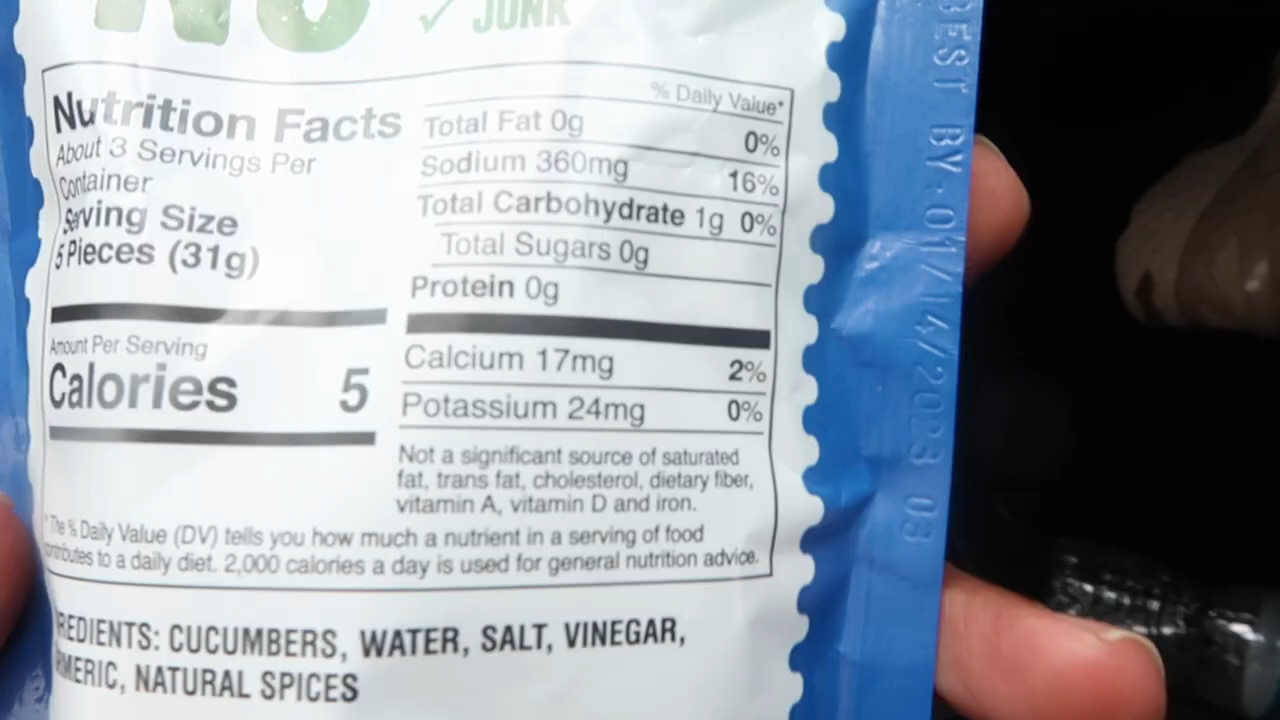 NO
✓ JUNK
Nutrition Facts
About 3 Servings Per
Container
Serving Size
5 Pieces (31g)
Amount Per Serving
Calories 5
% Daily Value*
Total Fat 0g 0%
Sodium 360mg 16%
Total Carbohydrate 1g 0%
Total Sugars 0g
Protein 0g
Calcium 17mg 2%
Potassium 24mg 0%
Not a significant source of saturated
fat, trans fat, cholesterol, dietary fiber,
vitamin A, vitamin D and iron.
* The % Daily Value (DV) tells you how much a nutrient in a serving of food
contributes to a daily diet. 2,000 calories a day is used for general nutrition advice.
REDIENTS: CUCUMBERS, WATER, SALT, VINEGAR,
MERIC, NATURAL SPICES
BEST BY: 01/14/2023 03